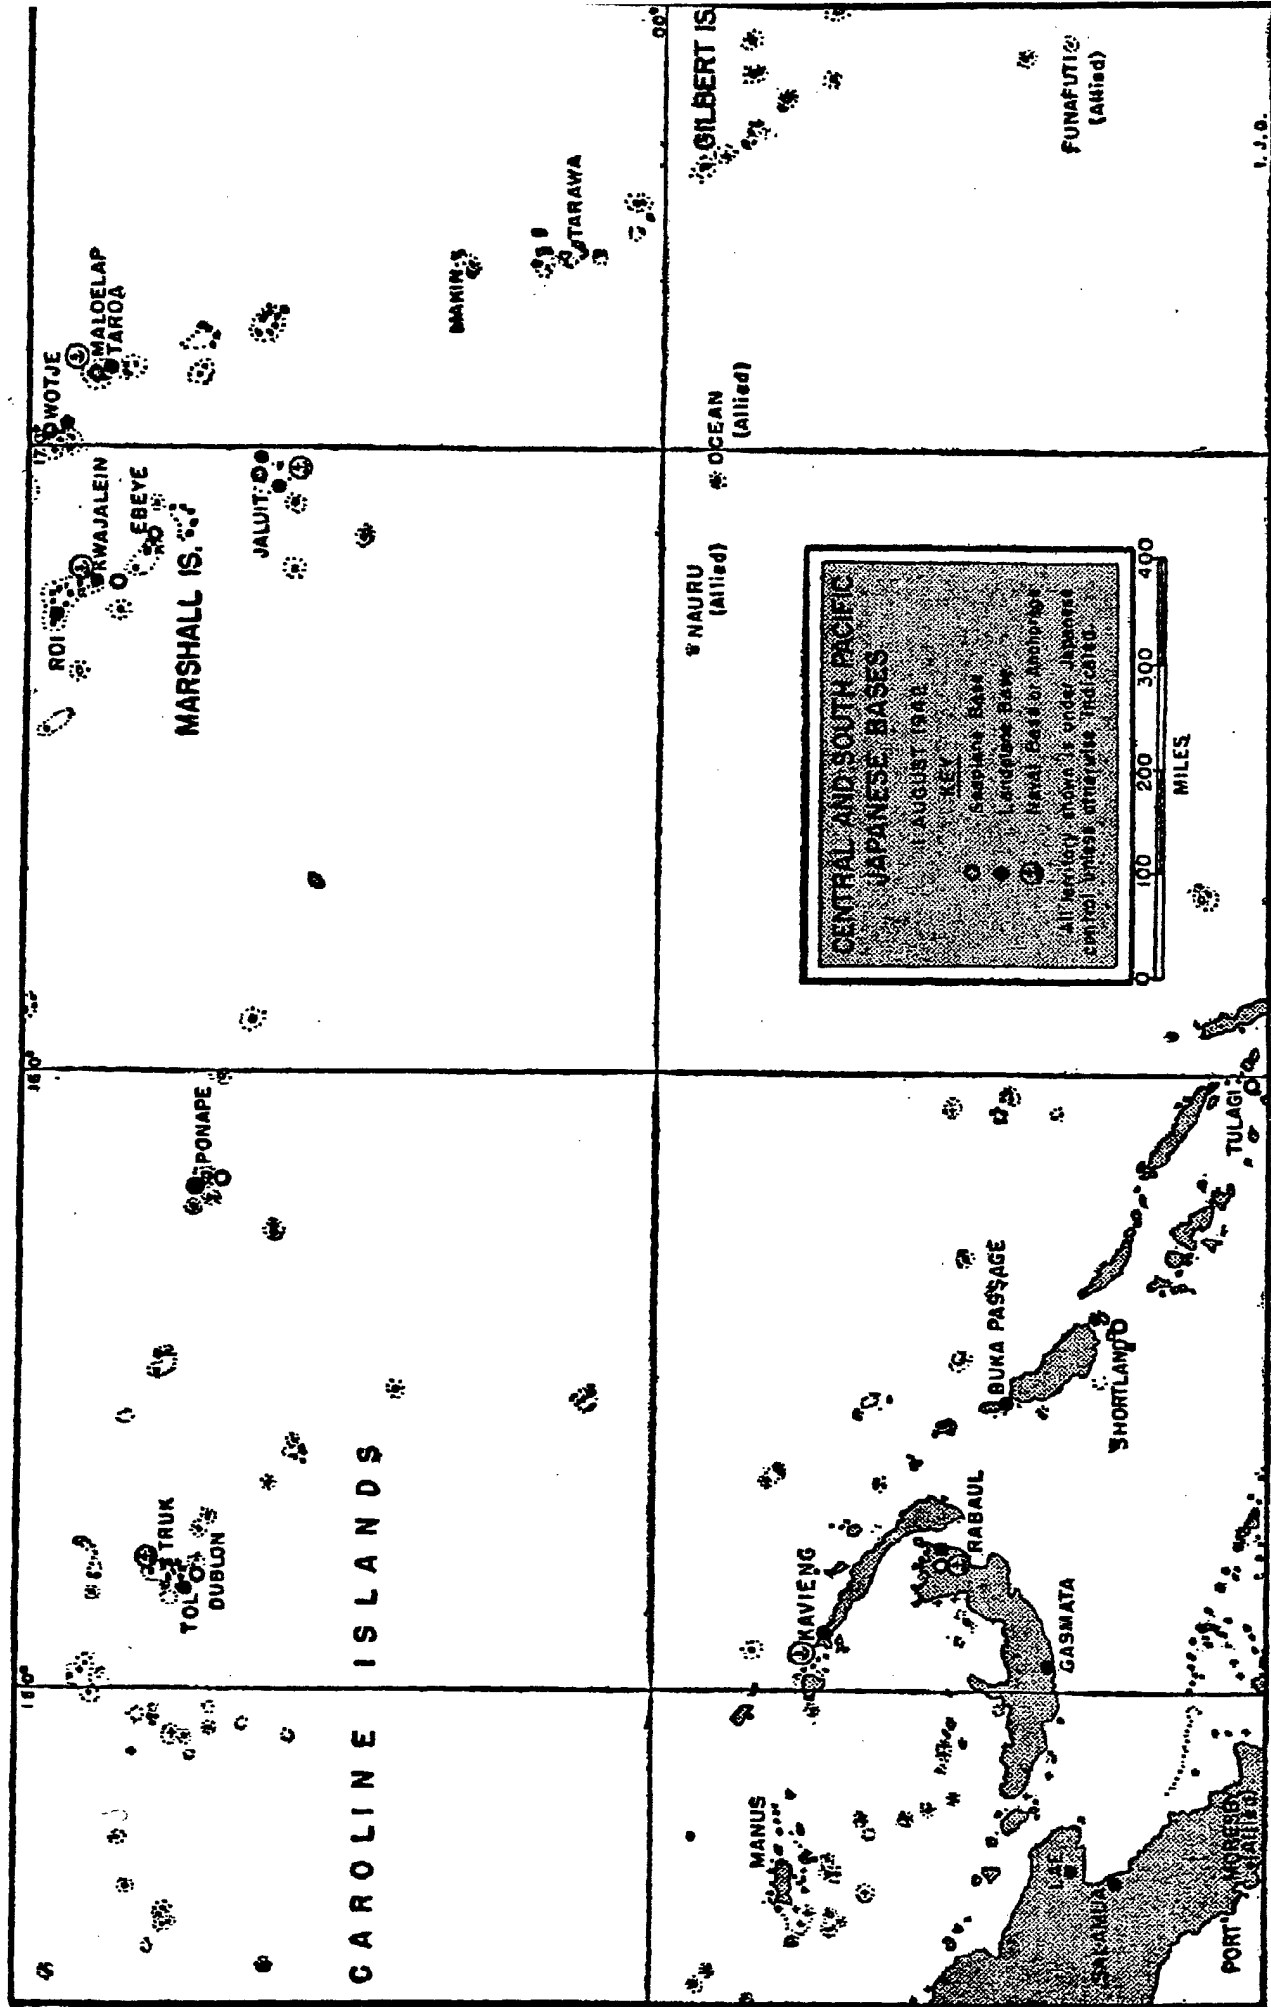 170°
160°
150°
WOTJE
MALOELAP
TAROA
ROI
KWAJALEIN
EBEYE
MARSHALL IS.
JALUIT
MAKIN
TARAWA
00°
PONAPE
TRUK
TOL
DUBLON
CAROLINE ISLANDS
GILBERT IS.
NAURU
(Allied)
OCEAN
(Allied)
FUNAFUTI
(Allied)
CENTRAL AND SOUTH PACIFIC
JAPANESE BASES
1 AUGUST 1942
KEY
Seaplane Base
Landplane Base
Naval Base or Anchorage
All territory shown is under Japanese
control unless otherwise indicated.
0 100 200 300 400
MILES
MANUS
KAVIENG
RABAUL
BUKA PASSAGE
SHORTLAND
TULAGI
GASMATA
LAE
SALAMUA
PORT MORESBY
(Allied)
I.J.D.